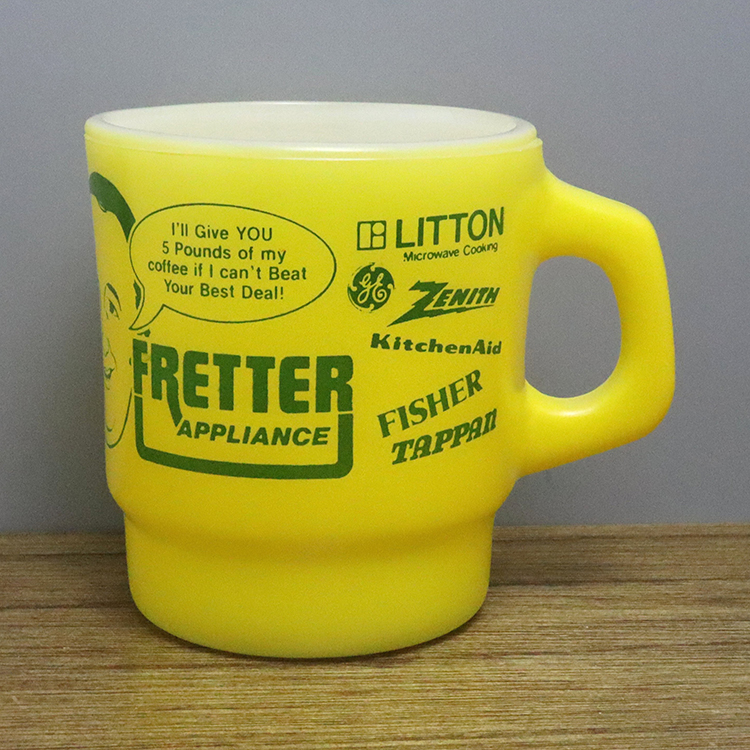 I'll Give YOU
5 Pounds of my
coffee if I can't Beat
Your Best Deal!
FRETTER
APPLIANCE
LITTON
Microwave Cooking
GE
ZENITH
KitchenAid
FISHER
TAPPAN